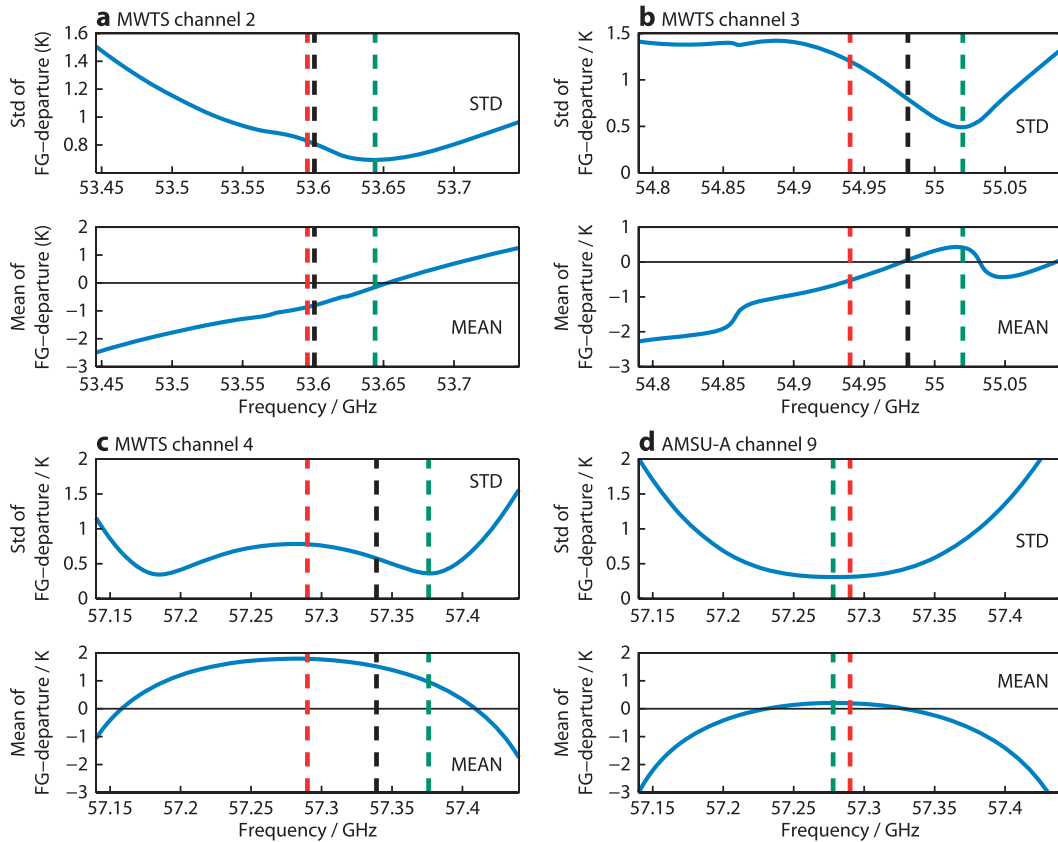 a MWTS channel 2
Std of
FG–departure (K)
1.6
1.4
1.2
1
0.8
STD
53.45 53.5 53.55 53.6 53.65 53.7
Mean of
FG–departure (K)
2
1
0
−1
−2
−3
MEAN
53.45 53.5 53.55 53.6 53.65 53.7
Frequency / GHz
b MWTS channel 3
Std of
FG–departure / K
1.5
1
0.5
0
STD
54.8 54.85 54.9 54.95 55 55.05
Mean of
FG–departure / K
1
0
−1
−2
−3
MEAN
54.8 54.85 54.9 54.95 55 55.05
Frequency / GHz
c MWTS channel 4
Std of
FG–departure / K
2
1.5
1
0.5
0
STD
57.15 57.2 57.25 57.3 57.35 57.4
Mean of
FG–departure / K
2
1
0
−1
−2
−3
MEAN
57.15 57.2 57.25 57.3 57.35 57.4
Frequency / GHz
d AMSU-A channel 9
Std of
FG–departure / K
2
1.5
1
0.5
0
STD
57.15 57.2 57.25 57.3 57.35 57.4
Mean of
FG–departure / K
2
1
0
−1
−2
−3
MEAN
57.15 57.2 57.25 57.3 57.35 57.4
Frequency / GHz